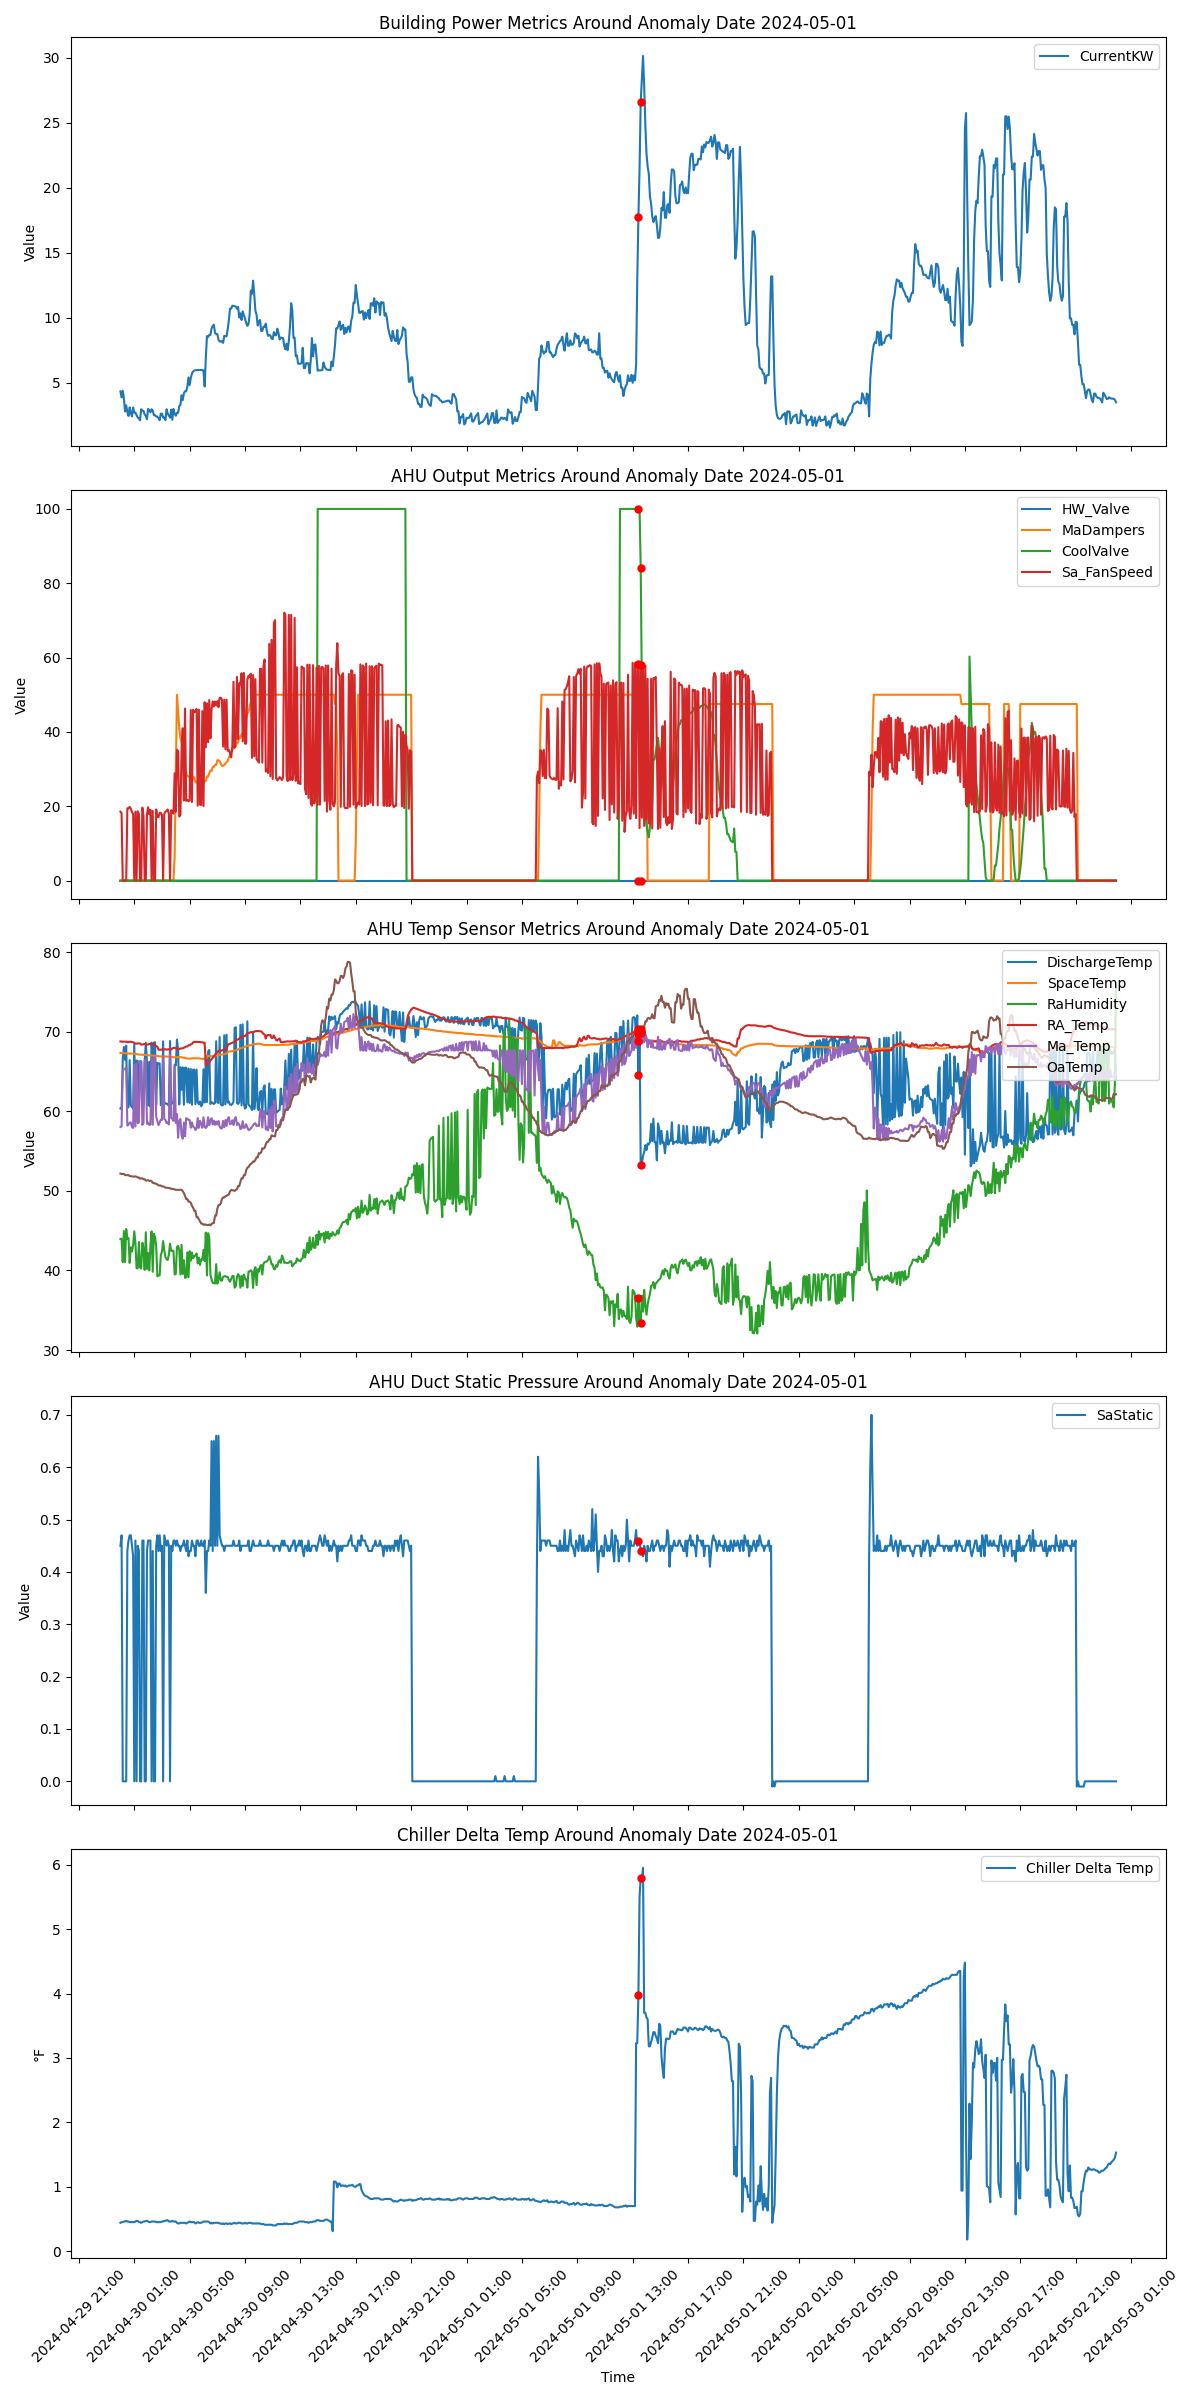 Building Power Metrics Around Anomaly Date 2024-05-01
CurrentKW
30
25
20
15
10
5
Value
AHU Output Metrics Around Anomaly Date 2024-05-01
HW_Valve
MaDampers
CoolValve
Sa_FanSpeed
100
80
60
40
20
0
Value
AHU Temp Sensor Metrics Around Anomaly Date 2024-05-01
DischargeTemp
SpaceTemp
RaHumidity
RA_Temp
Ma_Temp
OaTemp
80
70
60
50
40
30
Value
AHU Duct Static Pressure Around Anomaly Date 2024-05-01
SaStatic
0.7
0.6
0.5
0.4
0.3
0.2
0.1
0.0
Value
Chiller Delta Temp Around Anomaly Date 2024-05-01
Chiller Delta Temp
6
5
4
3
2
1
0
°F
2024-04-29 21:00
2024-04-30 01:00
2024-04-30 05:00
2024-04-30 09:00
2024-04-30 13:00
2024-04-30 17:00
2024-04-30 21:00
2024-05-01 01:00
2024-05-01 05:00
2024-05-01 09:00
2024-05-01 13:00
2024-05-01 17:00
2024-05-01 21:00
2024-05-02 01:00
2024-05-02 05:00
2024-05-02 09:00
2024-05-02 13:00
2024-05-02 17:00
2024-05-02 21:00
2024-05-03 01:00
Time